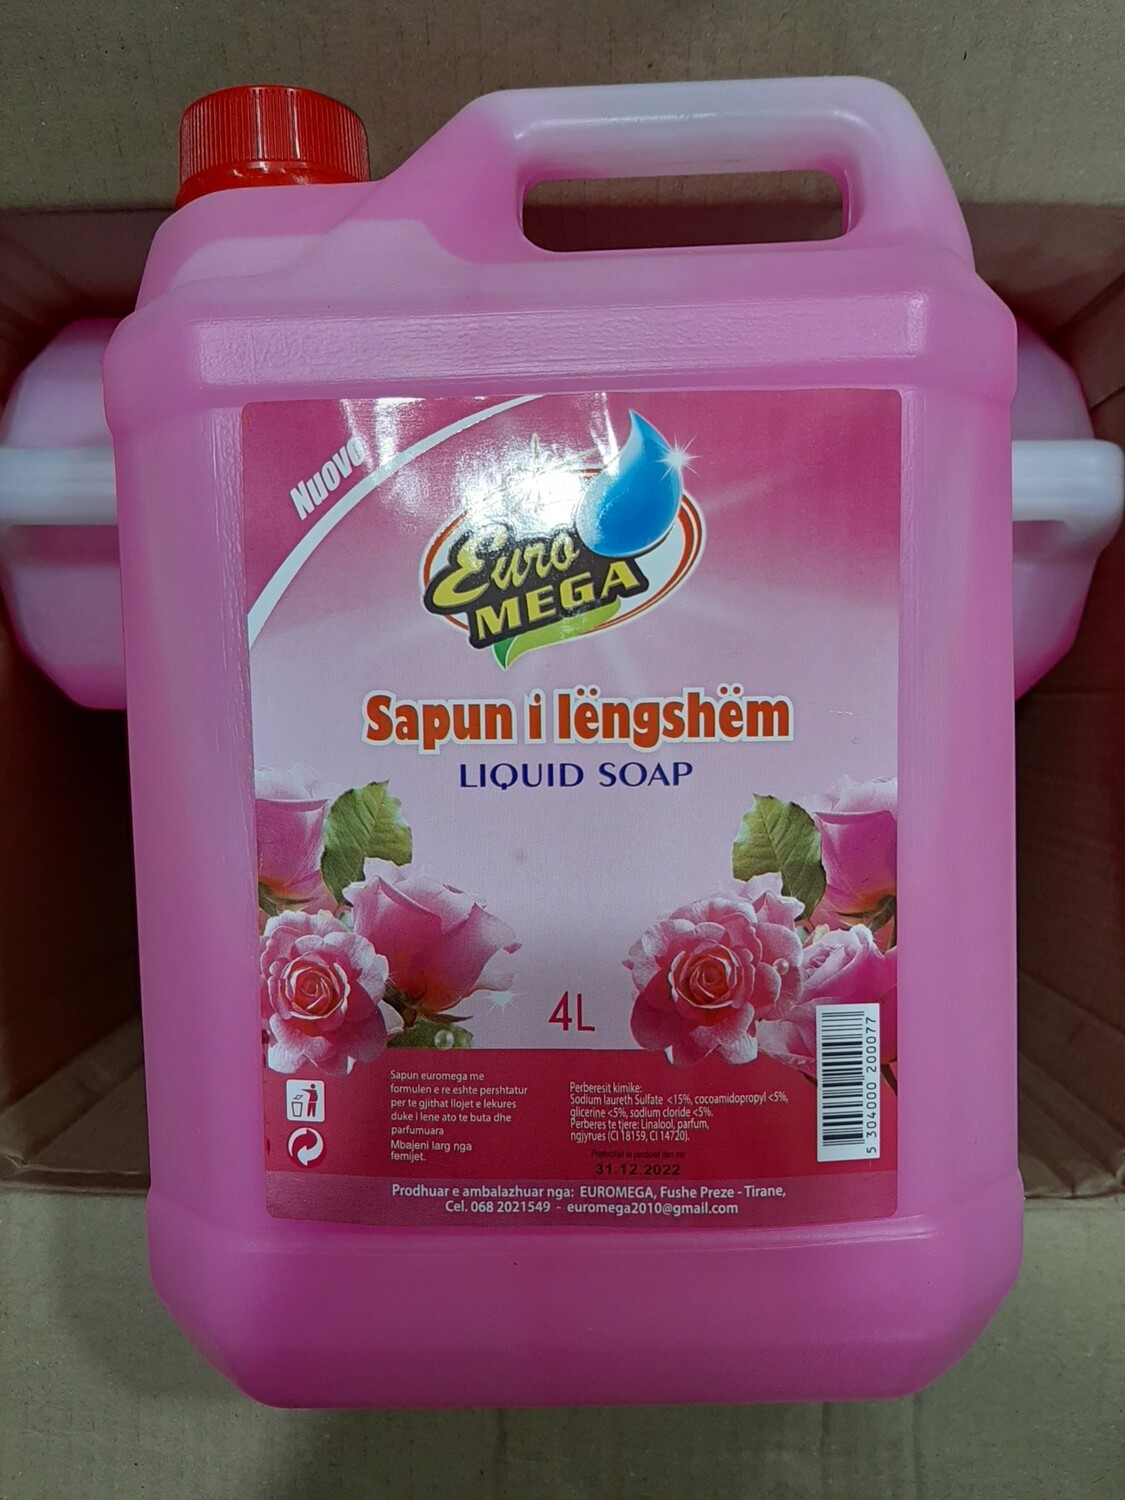 Nuovo
Euro
MEGA
Sapun i lëngshëm
LIQUID SOAP
4L
Sapun euromega me
formulen e re eshte pershtatur
per te gjithat llojet e lekures
duke i lene ato te buta dhe
parfumuara
Mbajeni larg nga
femijet.
Perberesit kimike:
Sodium laureth Sulfate <15%, cocoamidopropyl <5%,
glicerine <5%, sodium cloride <5%.
Perberes te tjere: Linalool, parfum,
ngjyrues (CI 18159, CI 14720).
31.12.2022
5 304000 200077
Prodhuar e ambalazhuar nga: EUROMEGA, Fushe Preze - Tirane,
Cel. 068 2021549 - euromega2010@gmail.com